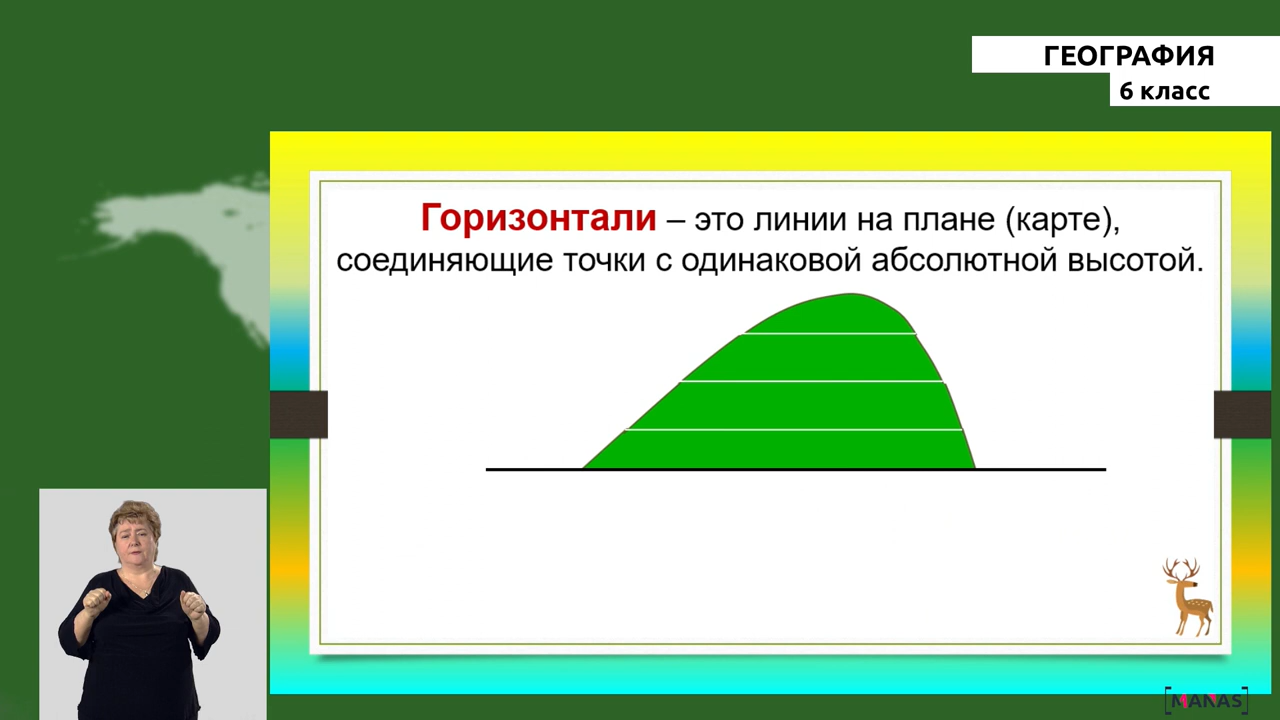 ГЕОГРАФИЯ
6 класс
Горизонтали – это линии на плане (карте),
соединяющие точки с одинаковой абсолютной высотой.
[MANAS]